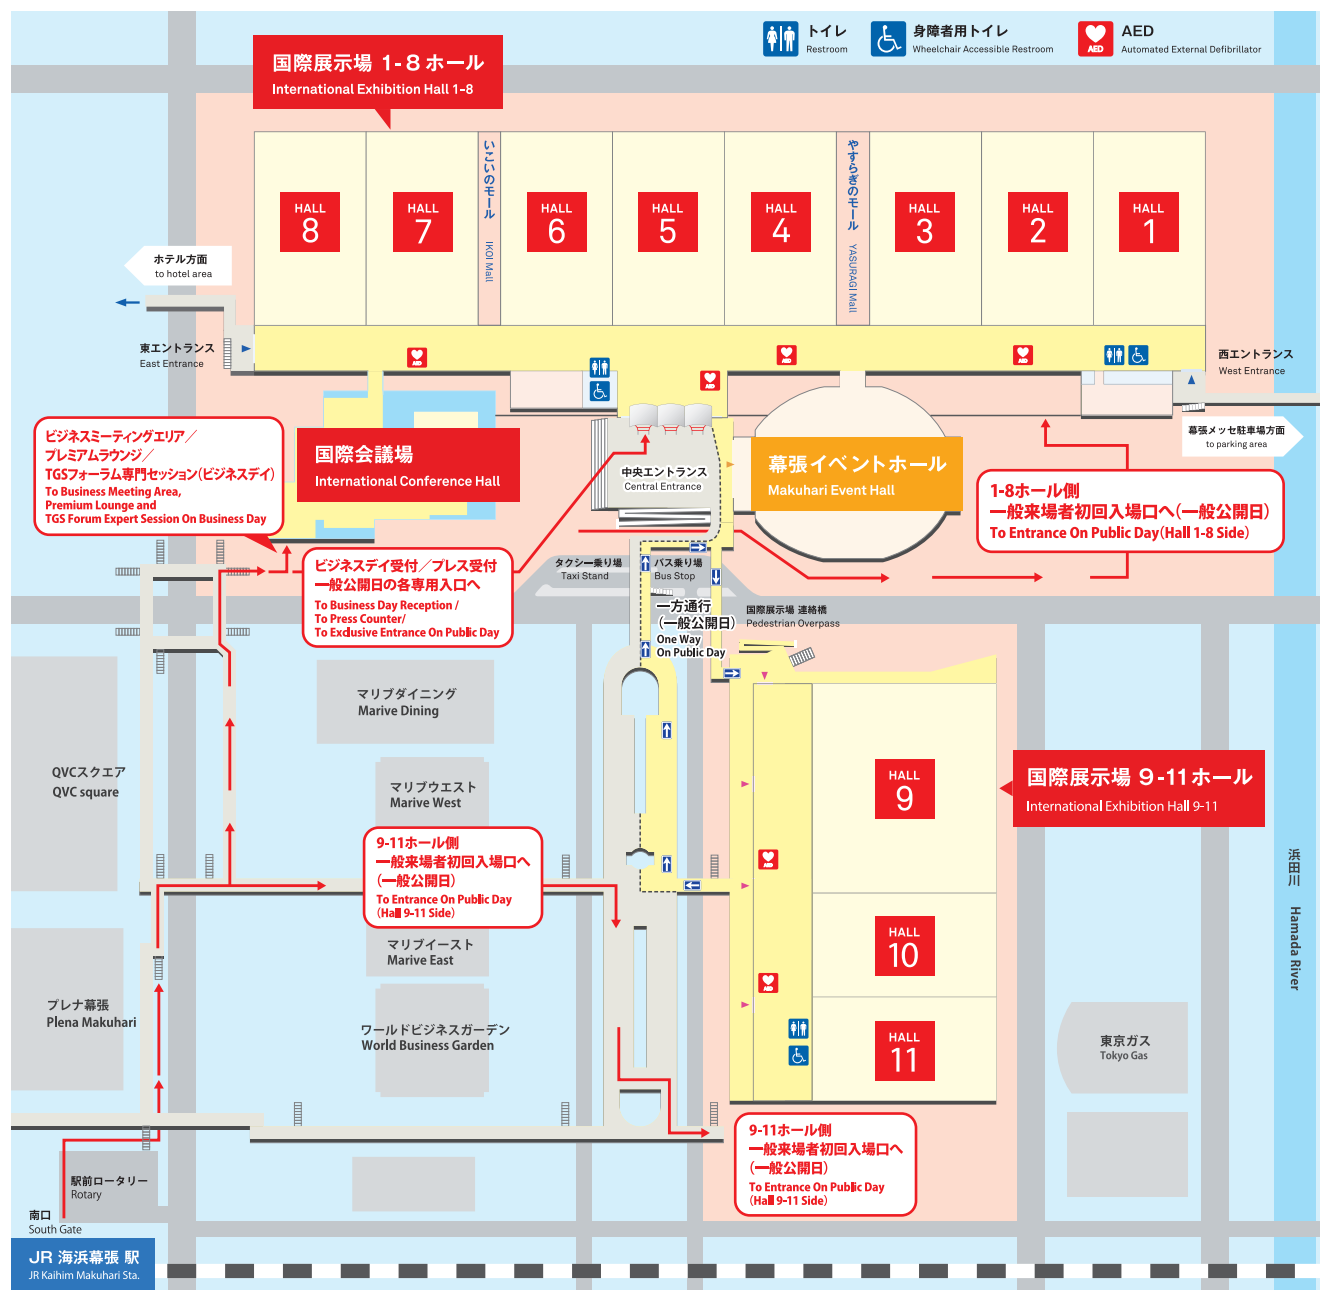 トイレ
Restroom
身障者用トイレ
Wheelchair Accessible Restroom
AED
AED
Automated External Defibrillator
国際展示場 1-8 ホール
International Exhibition Hall 1-8
HALL
8
HALL
7
いこいのモール
IKOI Mall
HALL
6
HALL
5
HALL
4
やすらぎのモール
YASURAGI Mall
HALL
3
HALL
2
HALL
1
ホテル方面
to hotel area
東エントランス
East Entrance
AED
AED
AED
AED
西エントランス
West Entrance
幕張メッセ駐車場方面
to parking area
ビジネスミーティングエリア／
プレミアムラウンジ／
TGSフォーラム専門セッション(ビジネスデイ)
To Business Meeting Area,
Premium Lounge and
TGS Forum Expert Session On Business Day
国際会議場
International Conference Hall
中央エントランス
Central Entrance
幕張イベントホール
Makuhari Event Hall
1-8ホール側
一般来場者初回入場口へ(一般公開日)
To Entrance On Public Day(Hall 1-8 Side)
ビジネスデイ受付／プレス受付
一般公開日の各専用入口へ
To Business Day Reception /
To Press Counter/
To Exclusive Entrance On Public Day
タクシー乗り場
Taxi Stand
バス乗り場
Bus Stop
一方通行
(一般公開日)
One Way
On Public Day
国際展示場 連絡橋
Pedestrian Overpass
マリブダイニング
Marive Dining
QVCスクエア
QVC square
マリブウエスト
Marive West
HALL
9
国際展示場 9-11 ホール
International Exhibition Hall 9-11
9-11ホール側
一般来場者初回入場口へ
(一般公開日)
To Entrance On Public Day
(Hall 9-11 Side)
AED
浜田川
Hamada River
マリブイースト
Marive East
HALL
10
AED
プレナ幕張
Plena Makuhari
ワールドビジネスガーデン
World Business Garden
HALL
11
東京ガス
Tokyo Gas
9-11ホール側
一般来場者初回入場口へ
(一般公開日)
To Entrance On Public Day
(Hall 9-11 Side)
駅前ロータリー
Rotary
南口
South Gate
JR 海浜幕張 駅
JR Kaihim Makuhari Sta.